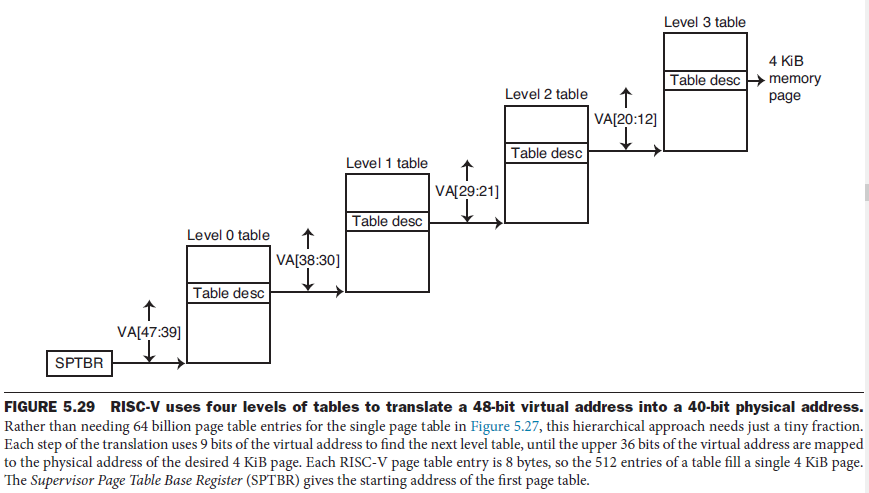 Level 3 table
4 KiB
memory
page
Table desc
Level 2 table
VA[20:12]
Table desc
Level 1 table
VA[29:21]
Table desc
Level 0 table
VA[38:30]
Table desc
VA[47:39]
SPTBR
FIGURE 5.29 RISC-V uses four levels of tables to translate a 48-bit virtual address into a 40-bit physical address.
Rather than needing 64 billion page table entries for the single page table in Figure 5.27, this hierarchical approach needs just a tiny fraction.
Each step of the translation uses 9 bits of the virtual address to find the next level table, until the upper 36 bits of the virtual address are mapped
to the physical address of the desired 4 KiB page. Each RISC-V page table entry is 8 bytes, so the 512 entries of a table fill a single 4 KiB page.
The Supervisor Page Table Base Register (SPTBR) gives the starting address of the first page table.